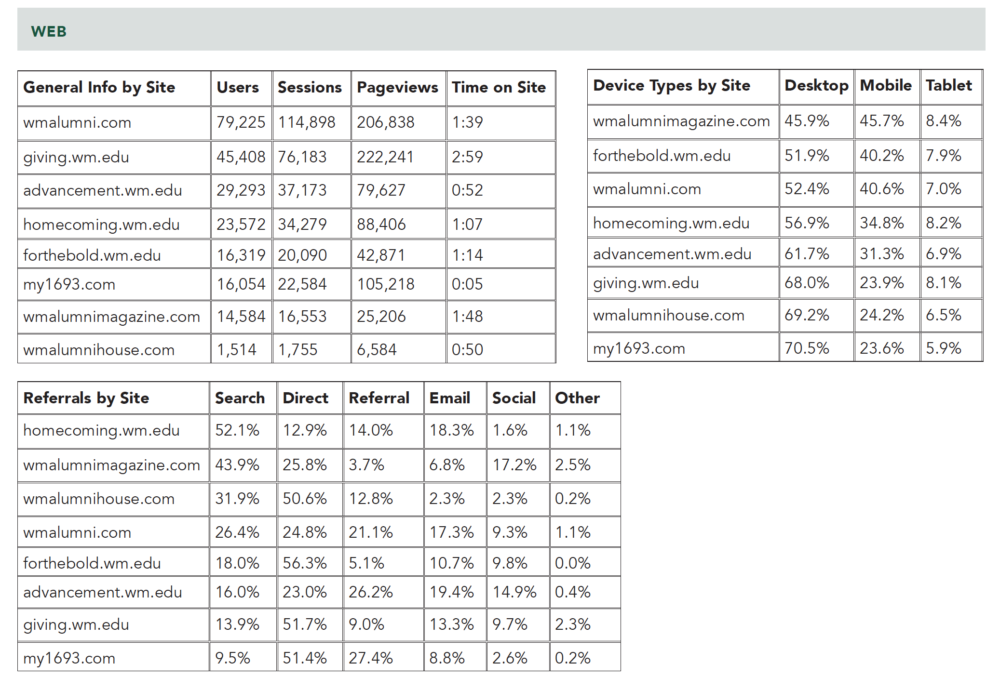 WEB
General Info by Site Users Sessions Pageviews Time on Site
wmalumni.com 79,225 114,898 206,838 1:39
giving.wm.edu 45,408 76,183 222,241 2:59
advancement.wm.edu 29,293 37,173 79,627 0:52
homecoming.wm.edu 23,572 34,279 88,406 1:07
forthebold.wm.edu 16,319 20,090 42,871 1:14
my1693.com 16,054 22,584 105,218 0:05
wmalumnimagazine.com 14,584 16,553 25,206 1:48
wmalumnihouse.com 1,514 1,755 6,584 0:50
Device Types by Site Desktop Mobile Tablet
wmalumnimagazine.com 45.9% 45.7% 8.4%
forthebold.wm.edu 51.9% 40.2% 7.9%
wmalumni.com 52.4% 40.6% 7.0%
homecoming.wm.edu 56.9% 34.8% 8.2%
advancement.wm.edu 61.7% 31.3% 6.9%
giving.wm.edu 68.0% 23.9% 8.1%
wmalumnihouse.com 69.2% 24.2% 6.5%
my1693.com 70.5% 23.6% 5.9%
Referrals by Site Search Direct Referral Email Social Other
homecoming.wm.edu 52.1% 12.9% 14.0% 18.3% 1.6% 1.1%
wmalumnimagazine.com 43.9% 25.8% 3.7% 6.8% 17.2% 2.5%
wmalumnihouse.com 31.9% 50.6% 12.8% 2.3% 2.3% 0.2%
wmalumni.com 26.4% 24.8% 21.1% 17.3% 9.3% 1.1%
forthebold.wm.edu 18.0% 56.3% 5.1% 10.7% 9.8% 0.0%
advancement.wm.edu 16.0% 23.0% 26.2% 19.4% 14.9% 0.4%
giving.wm.edu 13.9% 51.7% 9.0% 13.3% 9.7% 2.3%
my1693.com 9.5% 51.4% 27.4% 8.8% 2.6% 0.2%